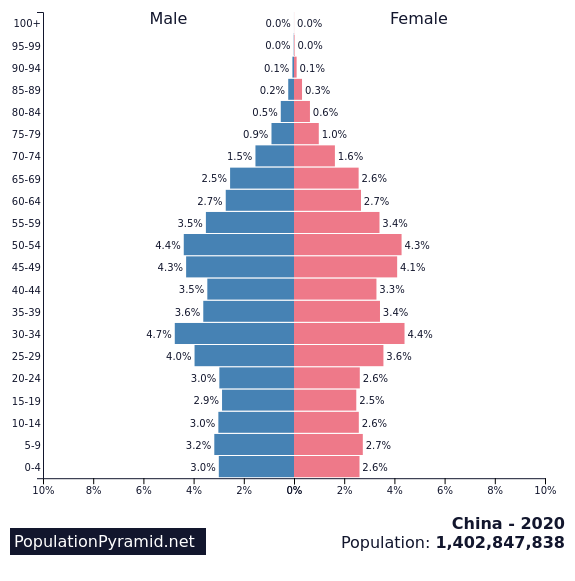 Male Female
100+ 0.0% 0.0%
95-99 0.0% 0.0%
90-94 0.1% 0.1%
85-89 0.2% 0.3%
80-84 0.5% 0.6%
75-79 0.9% 1.0%
70-74 1.5% 1.6%
65-69 2.5% 2.6%
60-64 2.7% 2.7%
55-59 3.5% 3.4%
50-54 4.4% 4.3%
45-49 4.3% 4.1%
40-44 3.5% 3.3%
35-39 3.6% 3.4%
30-34 4.7% 4.4%
25-29 4.0% 3.6%
20-24 3.0% 2.6%
15-19 2.9% 2.5%
10-14 3.0% 2.6%
5-9 3.2% 2.7%
0-4 3.0% 2.6%
10% 8% 6% 4% 2% 0% 2% 4% 6% 8% 10%
China - 2020
PopulationPyramid.net Population: 1,402,847,838